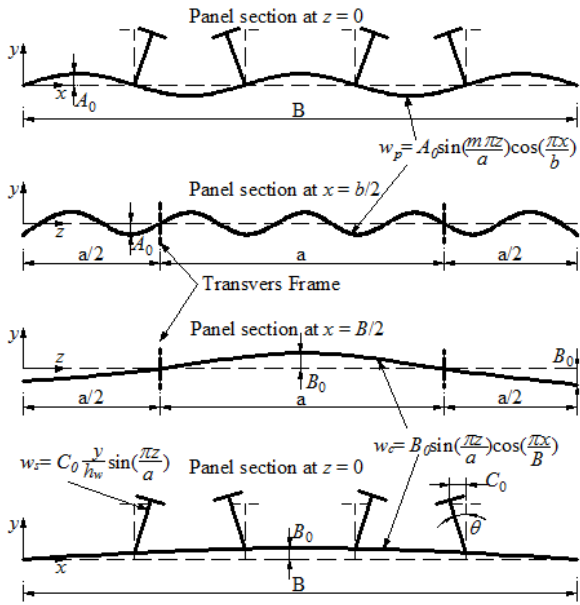 Panel section at z = 0
y
x
A₀
B
wₚ= A₀sin(mπz/a)cos(πx/b)
Panel section at x = b/2
y
z
A₀
a/2 a a/2
Transvers Frame
Panel section at x = B/2
y
z
B₀
B₀
a/2 a a/2
w_c= B₀sin(πz/a)cos(πx/B)
wₛ= C₀ y/h_w sin(πz/a)
Panel section at z = 0
C₀
y
B₀
θ
x
B